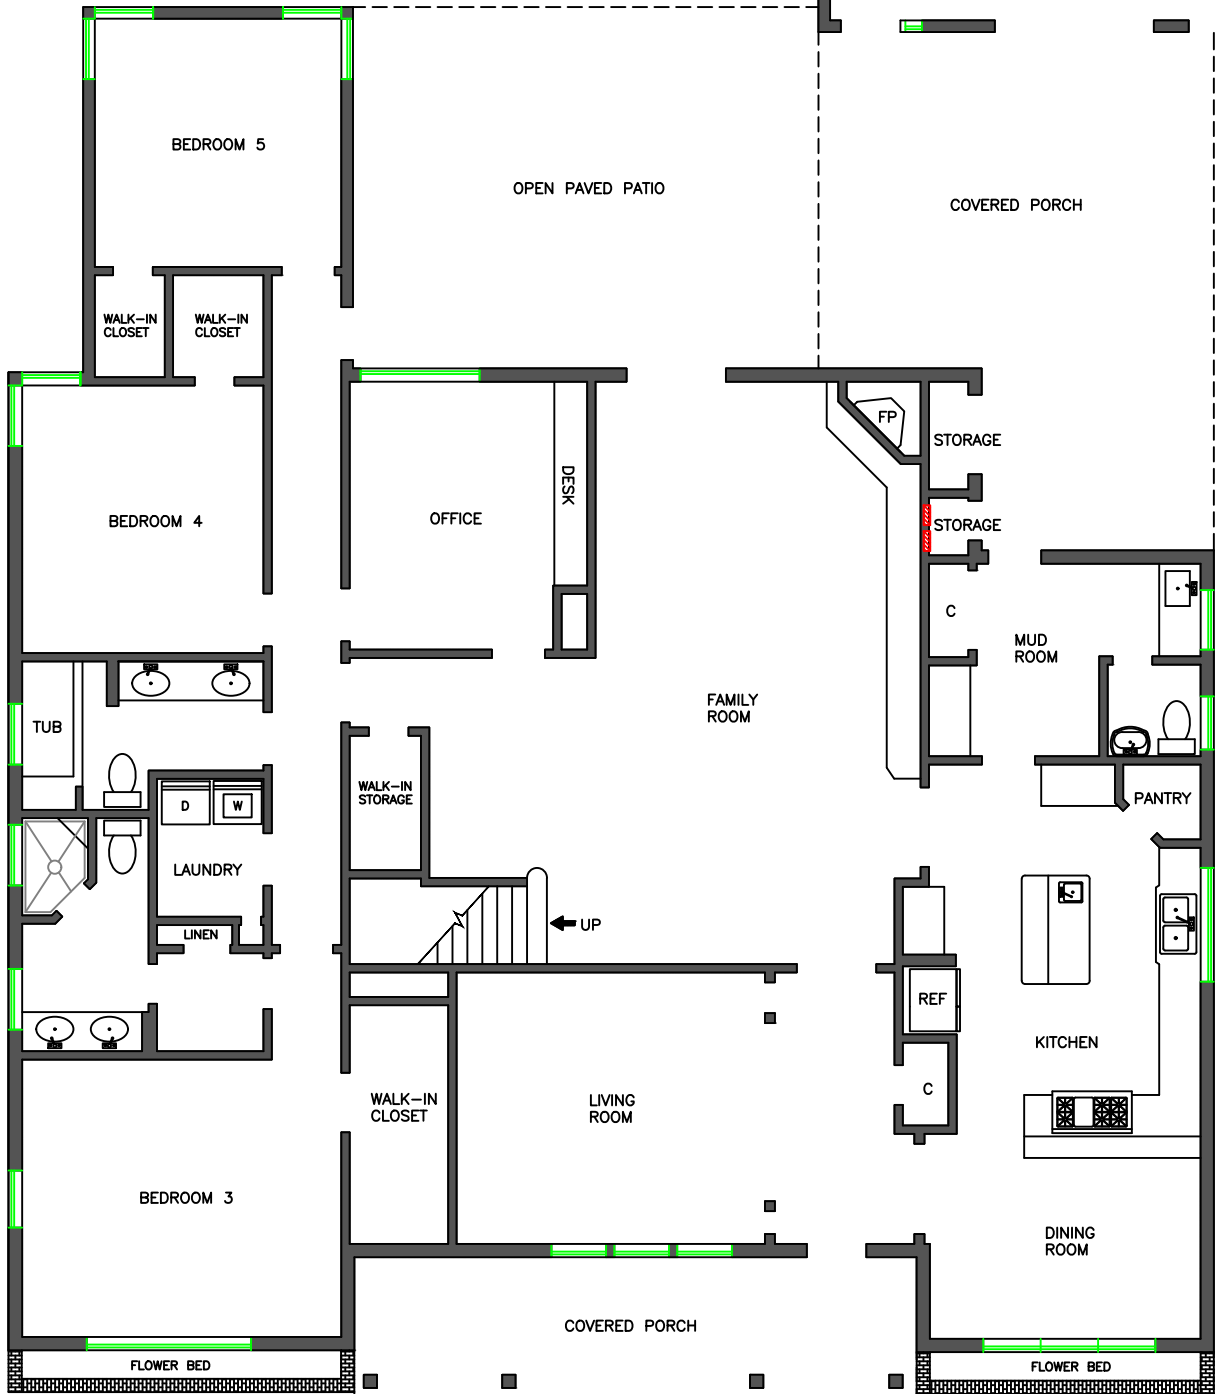 BEDROOM 5
OPEN PAVED PATIO
COVERED PORCH
WALK-IN
CLOSET
WALK-IN
CLOSET
FP
STORAGE
DESK
BEDROOM 4
OFFICE
STORAGE
C
MUD
ROOM
FAMILY
ROOM
TUB
WALK-IN
STORAGE
D
W
PANTRY
LAUNDRY
UP
LINEN
REF
KITCHEN
WALK-IN
CLOSET
LIVING
ROOM
C
BEDROOM 3
DINING
ROOM
COVERED PORCH
FLOWER BED
FLOWER BED